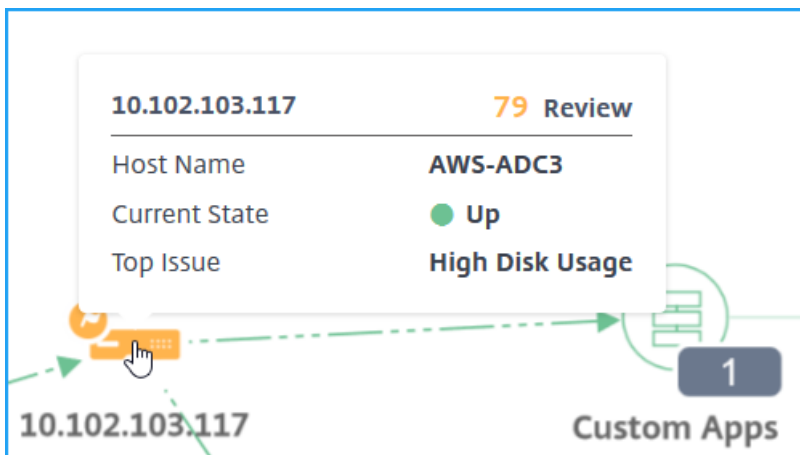 10.102.103.117 79 Review
Host Name AWS-ADC3
Current State Up
Top Issue High Disk Usage
1
10.102.103.117 Custom Apps